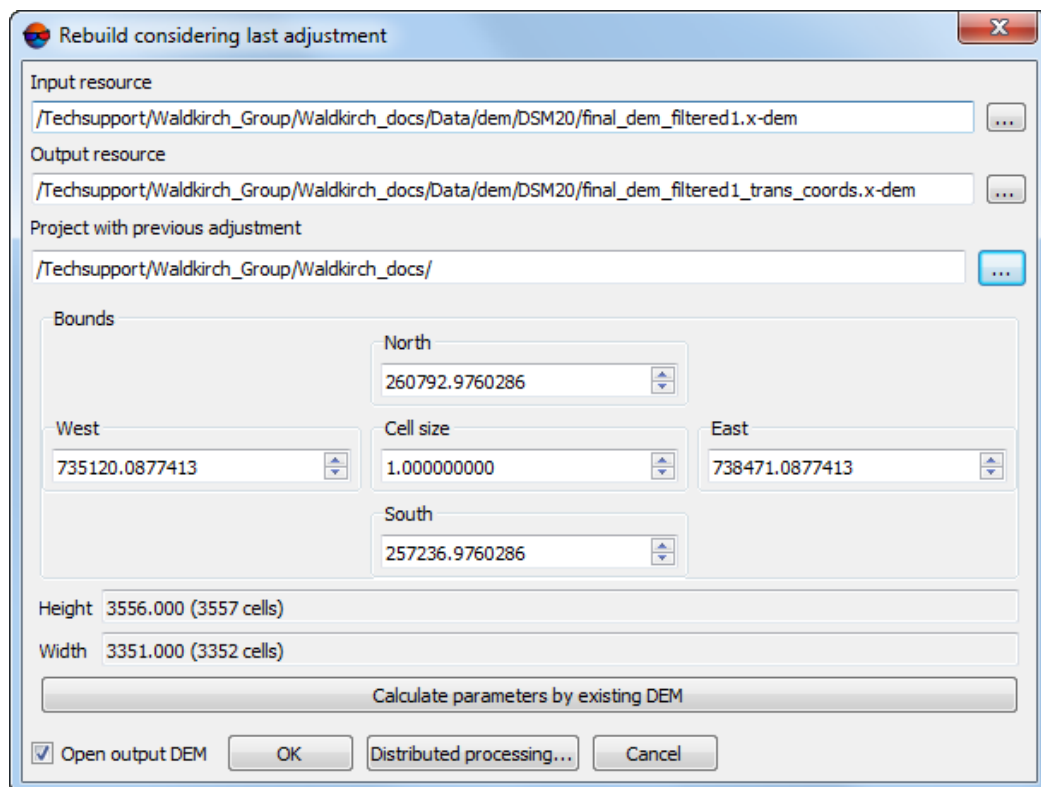 Rebuild considering last adjustment
Input resource
/Techsupport/Waldkirch_Group/Waldkirch_docs/Data/dem/DSM20/final_dem_filtered1.x-dem
...
Output resource
/Techsupport/Waldkirch_Group/Waldkirch_docs/Data/dem/DSM20/final_dem_filtered1_trans_coords.x-dem
...
Project with previous adjustment
/Techsupport/Waldkirch_Group/Waldkirch_docs/
...
Bounds
North
260792.9760286
West Cell size East
735120.0877413 1.000000000 738471.0877413
South
257236.9760286
Height 3556.000 (3557 cells)
Width 3351.000 (3352 cells)
Calculate parameters by existing DEM
Open output DEM OK Distributed processing... Cancel